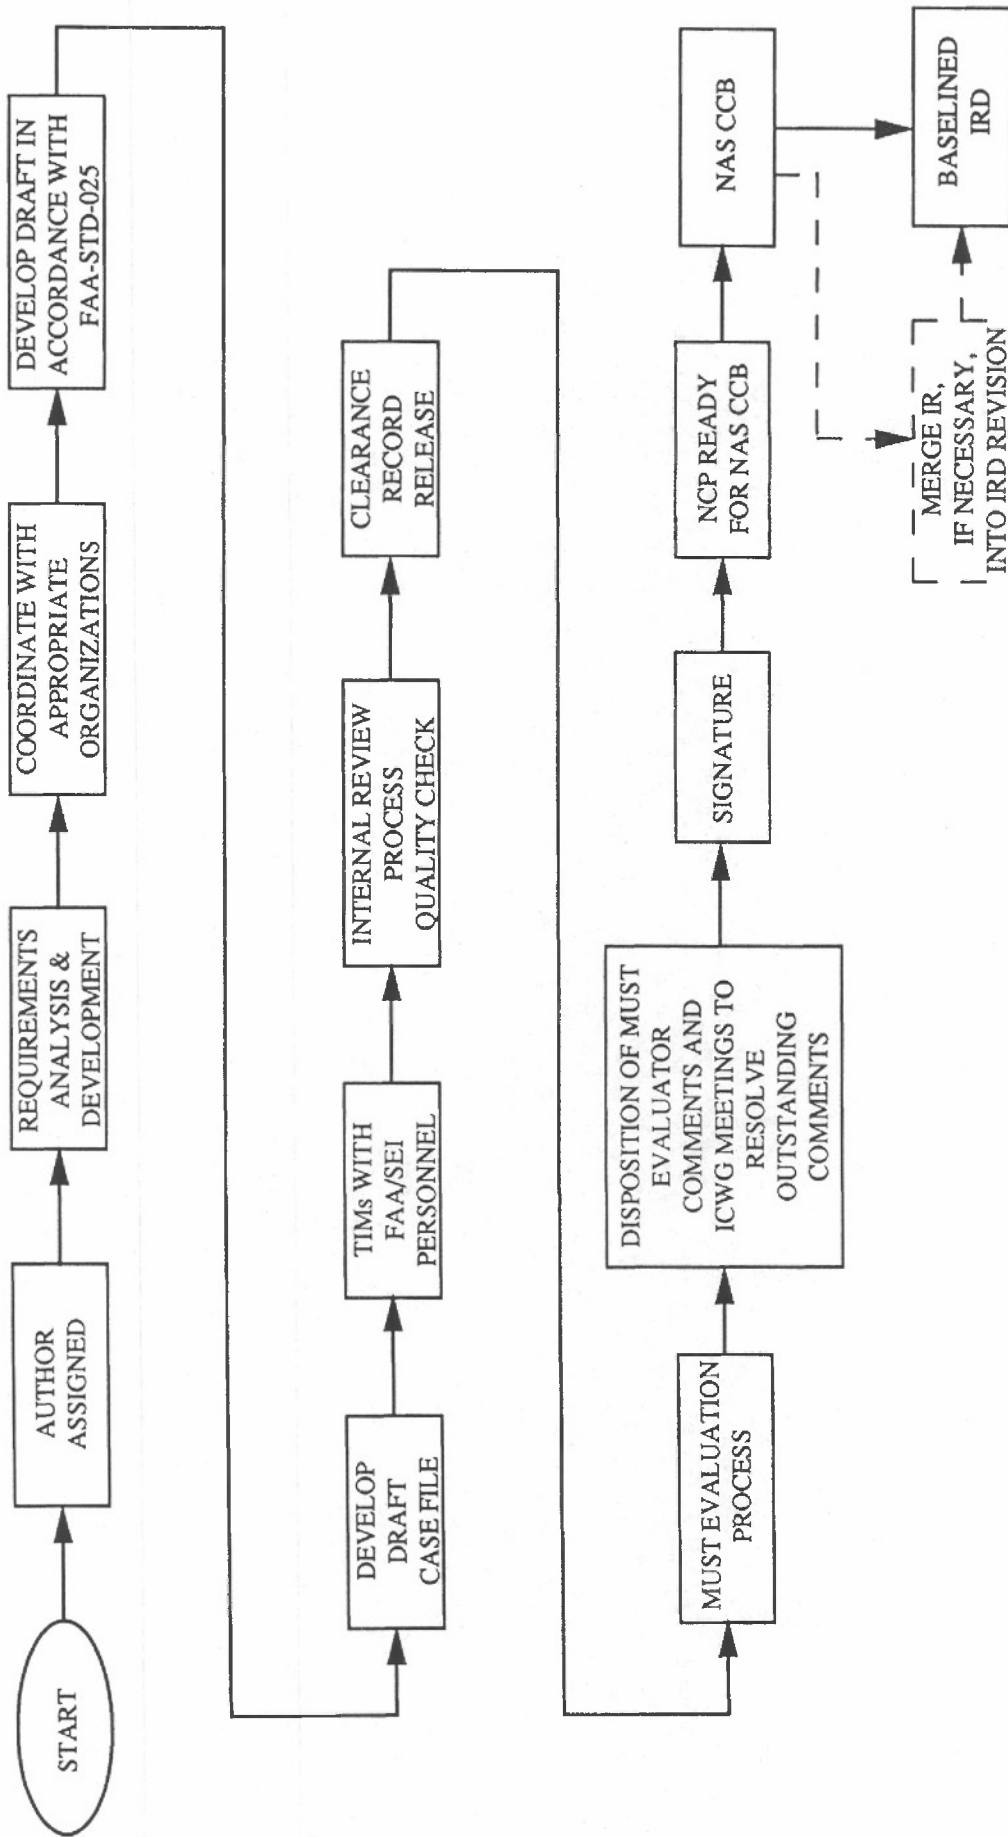 START
AUTHOR
ASSIGNED
REQUIREMENTS
ANALYSIS &
DEVELOPMENT
COORDINATE WITH
APPROPRIATE
ORGANIZATIONS
DEVELOP DRAFT IN
ACCORDANCE WITH
FAA-STD-025
DEVELOP
DRAFT
CASE FILE
TIMs WITH
FAA/SEI
PERSONNEL
INTERNAL REVIEW
PROCESS
QUALITY CHECK
CLEARANCE
RECORD
RELEASE
MUST EVALUATION
PROCESS
DISPOSITION OF MUST
EVALUATOR
COMMENTS AND
ICWG MEETINGS TO
RESOLVE
OUTSTANDING
COMMENTS
SIGNATURE
NCP READY
FOR NAS CCB
NAS CCB
MERGE IR,
IF NECESSARY,
INTO IRD REVISION
BASELINED
IRD